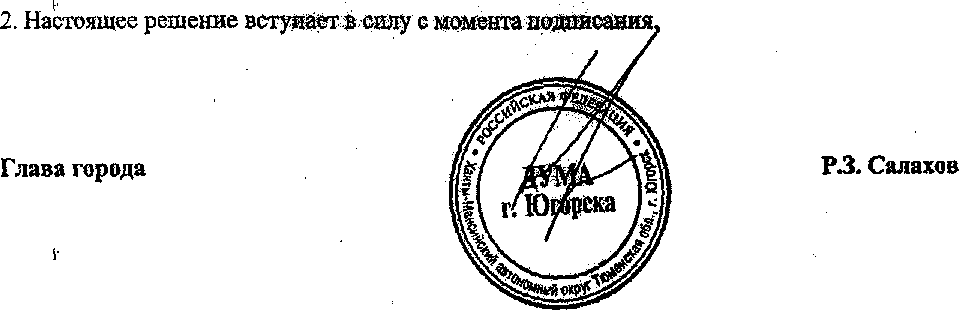 2. Настоящее решение вступает в силу с момента подписания.
Глава города
Р.З. Салахов
РОССИЙСКАЯ ФЕДЕРАЦИЯ
Ханты-Мансийский автономный округ Тюменская обл., г. Югорск
ДУМА
г. Югорска